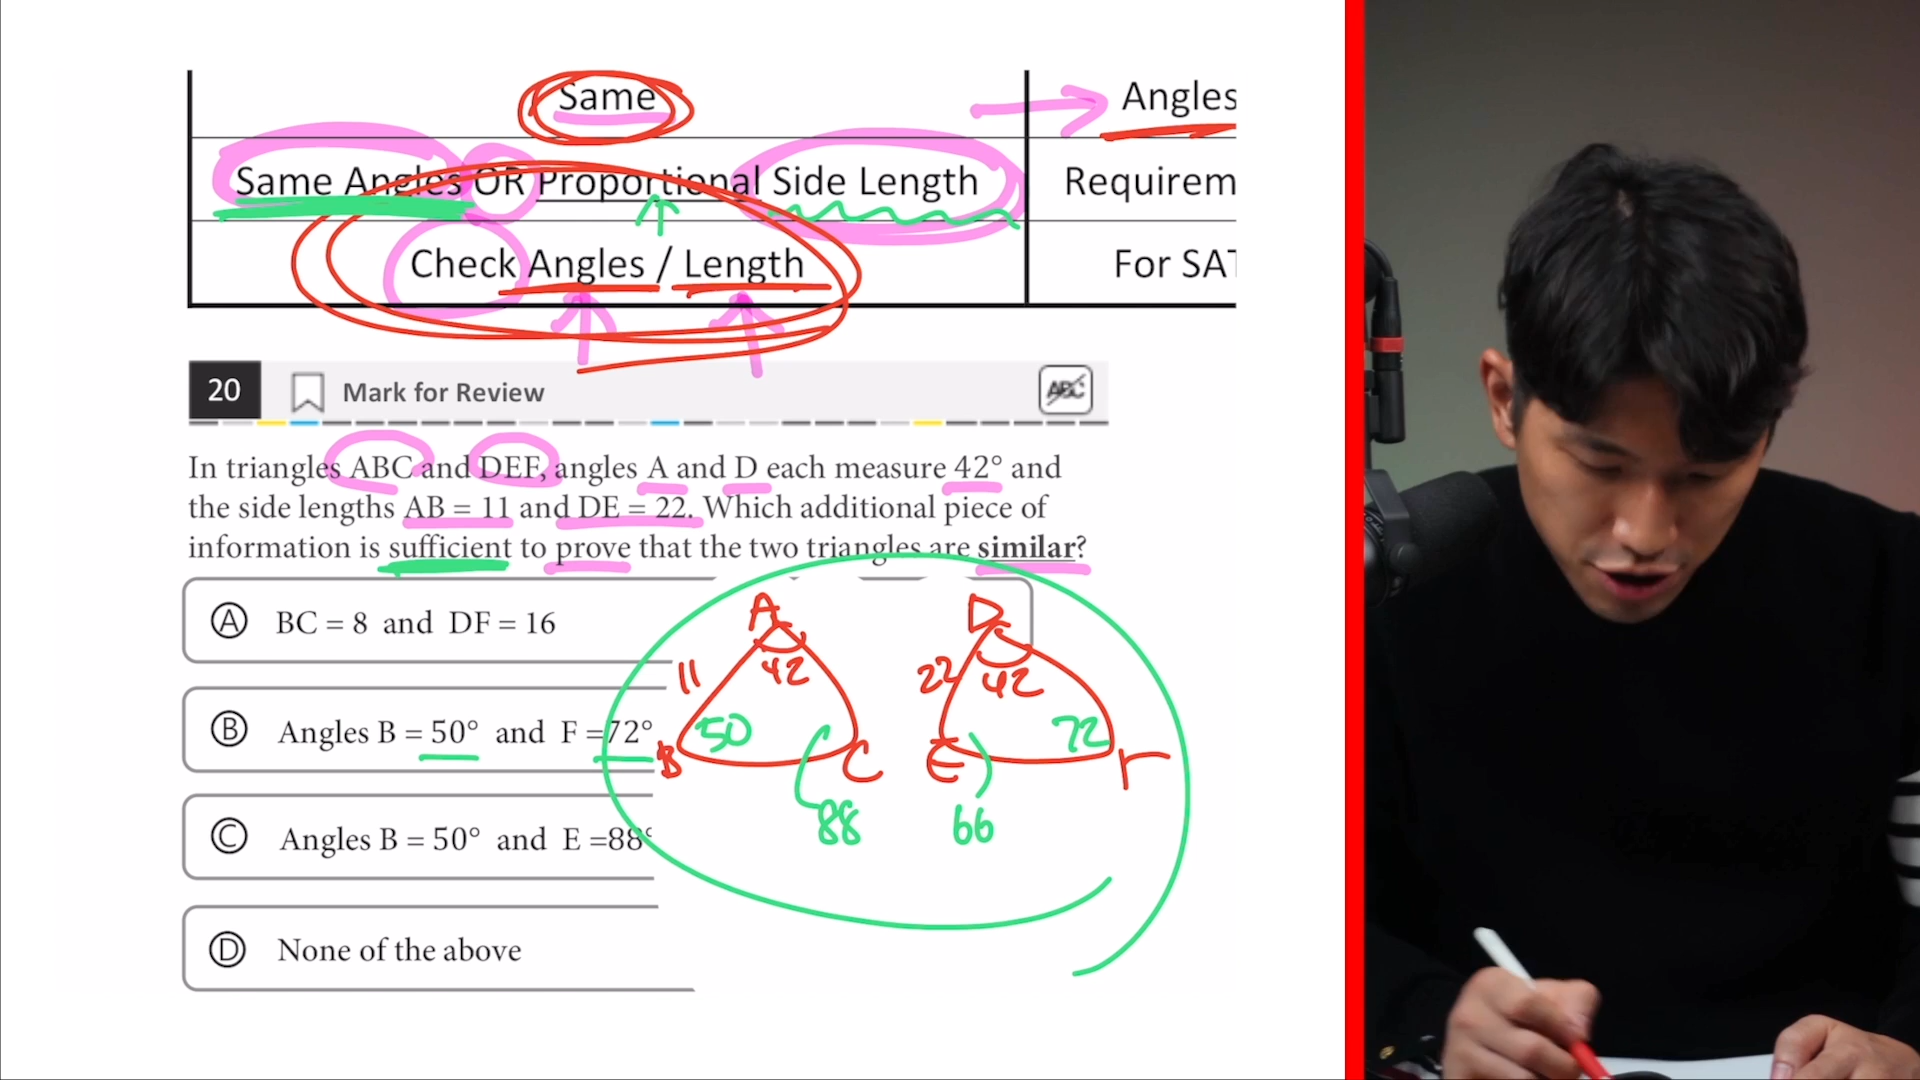 Same
Angles
Same Angles OR Proportional Side Length
Requirem
Check Angles / Length
For SAT
20 Mark for Review ABC
In triangles ABC and DEF, angles A and D each measure 42° and
the side lengths AB = 11 and DE = 22. Which additional piece of
information is sufficient to prove that the two triangles are similar?
A BC = 8 and DF = 16
B Angles B = 50° and F =72°
C Angles B = 50° and E =88°
D None of the above
A D
11 42 22 42
50 72
B C E F
88 66